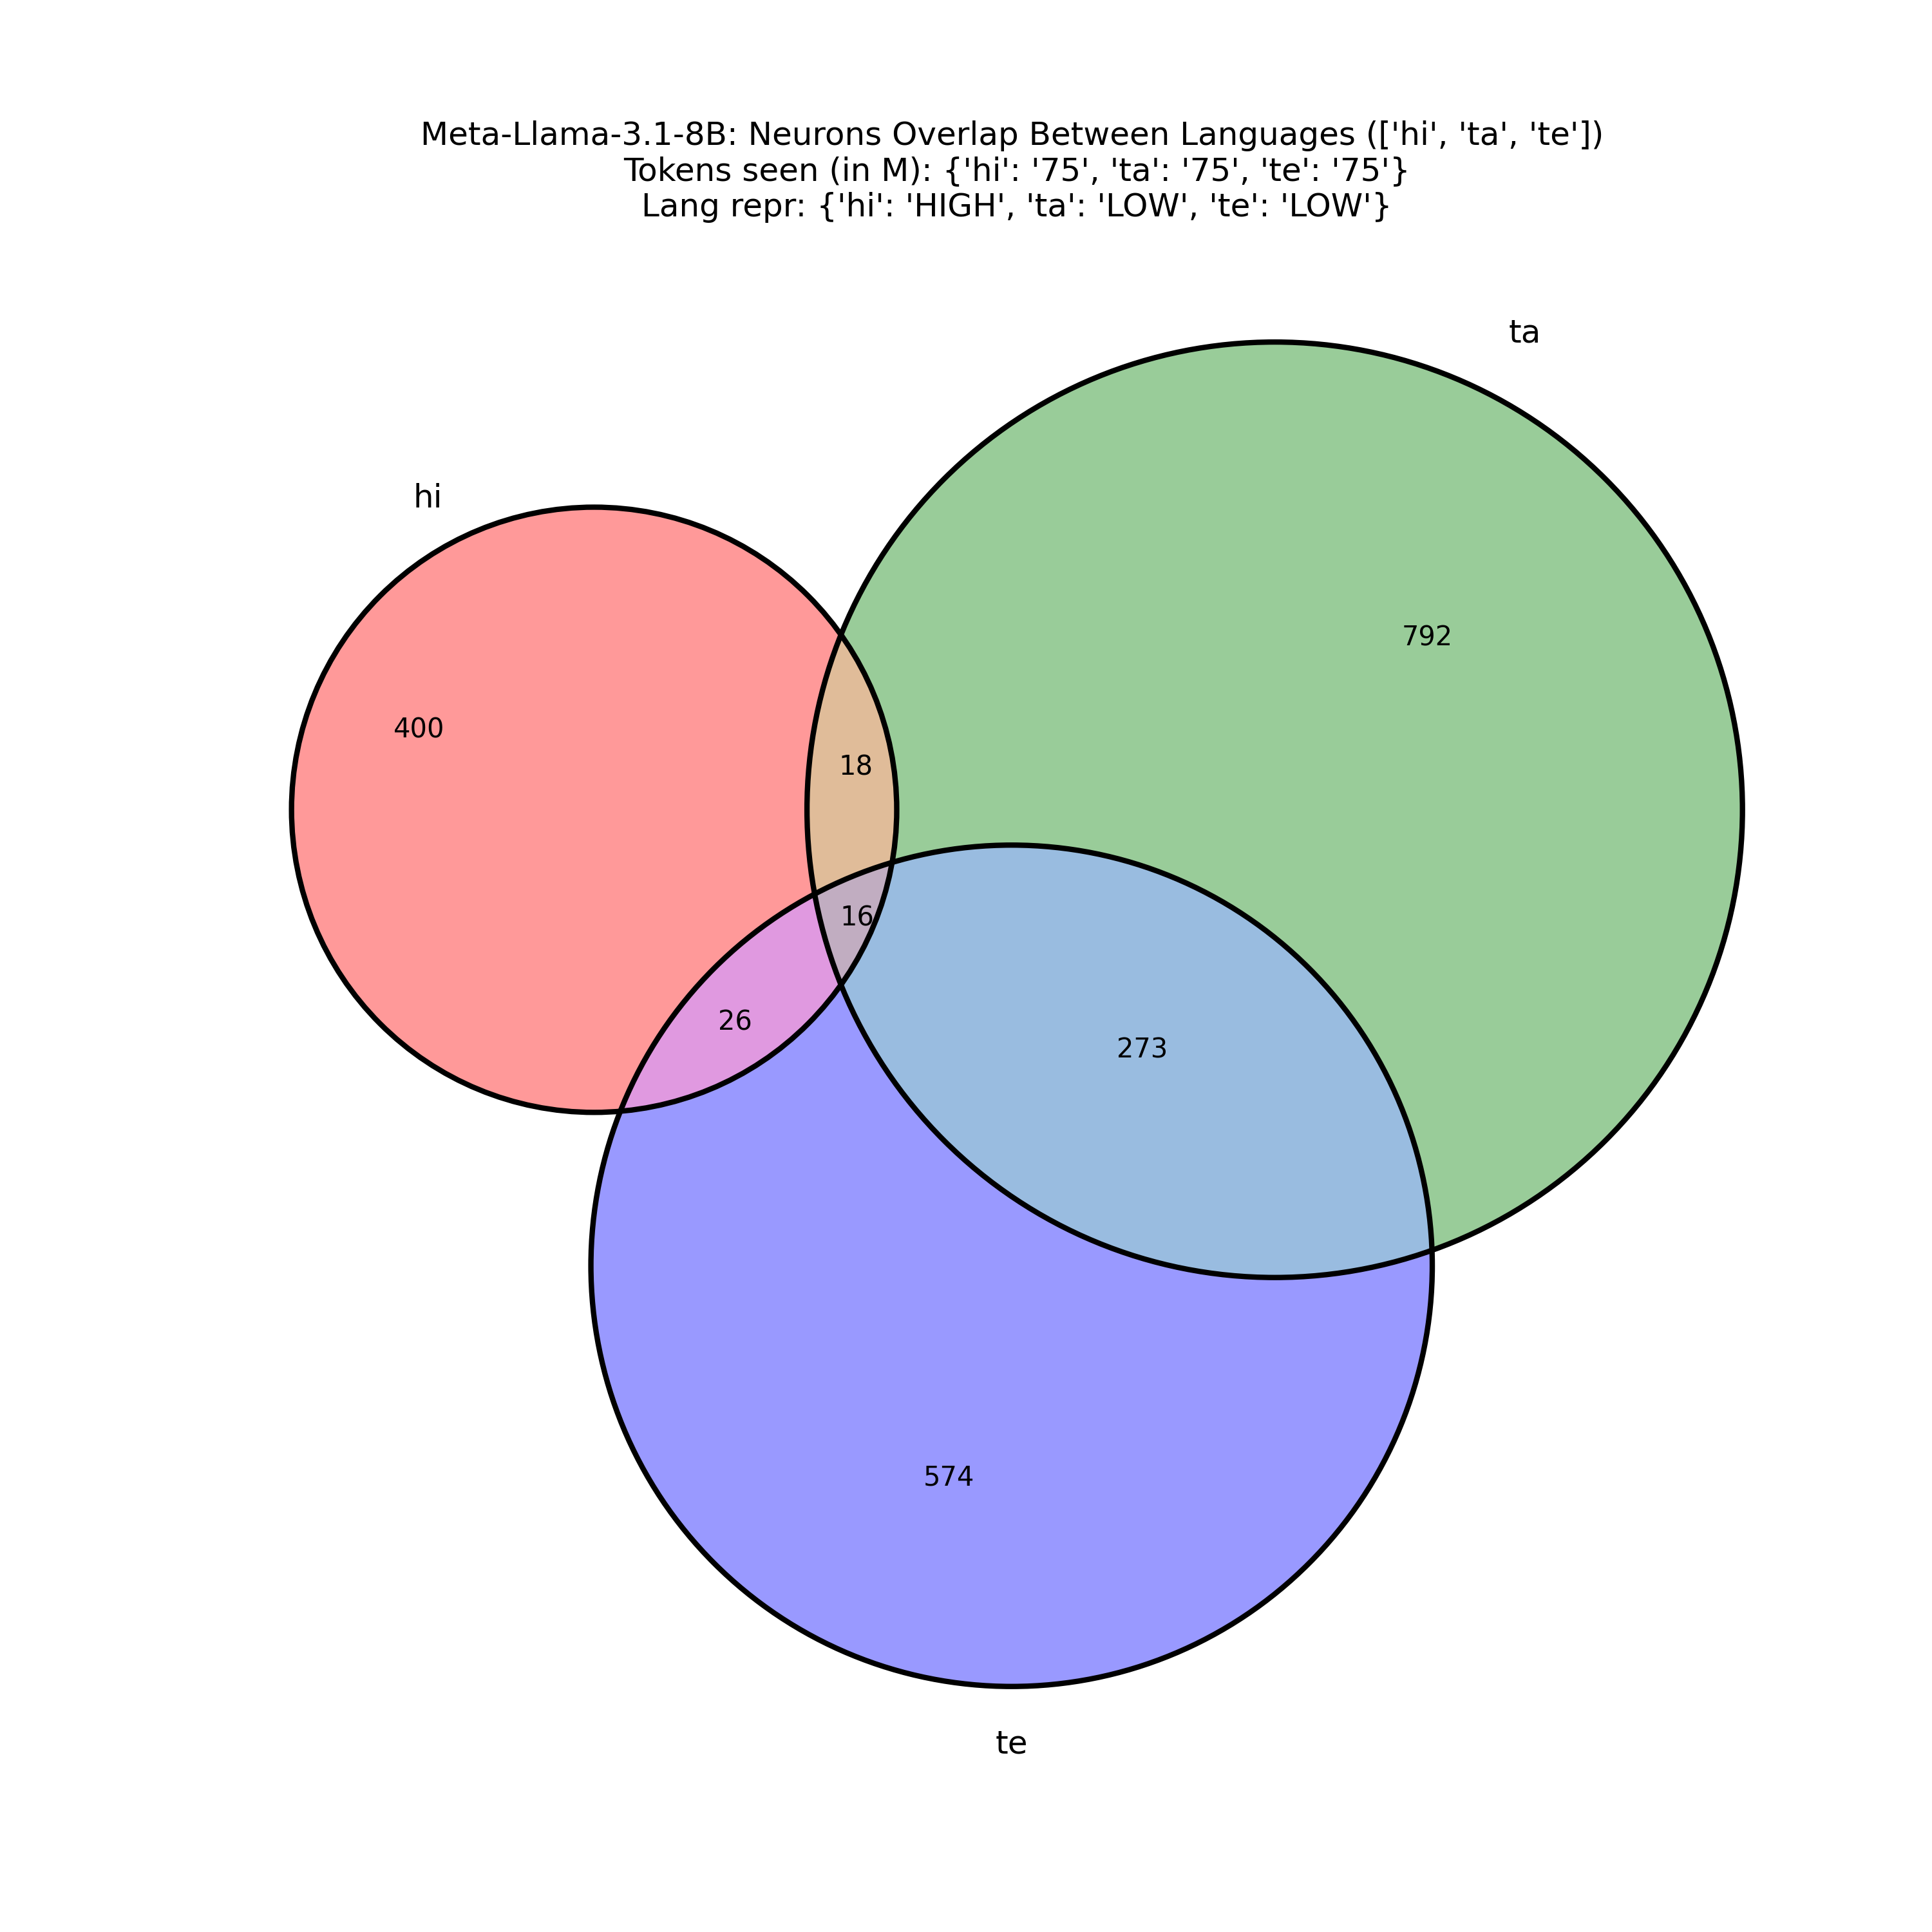 Meta-Llama-3.1-8B: Neurons Overlap Between Languages (['hi', 'ta', 'te'])
Tokens seen (in M): {'hi': '75', 'ta': '75', 'te': '75'}
Lang repr: {'hi': 'HIGH', 'ta': 'LOW', 'te': 'LOW'}
ta
hi
792
400
18
16
26
273
574
te